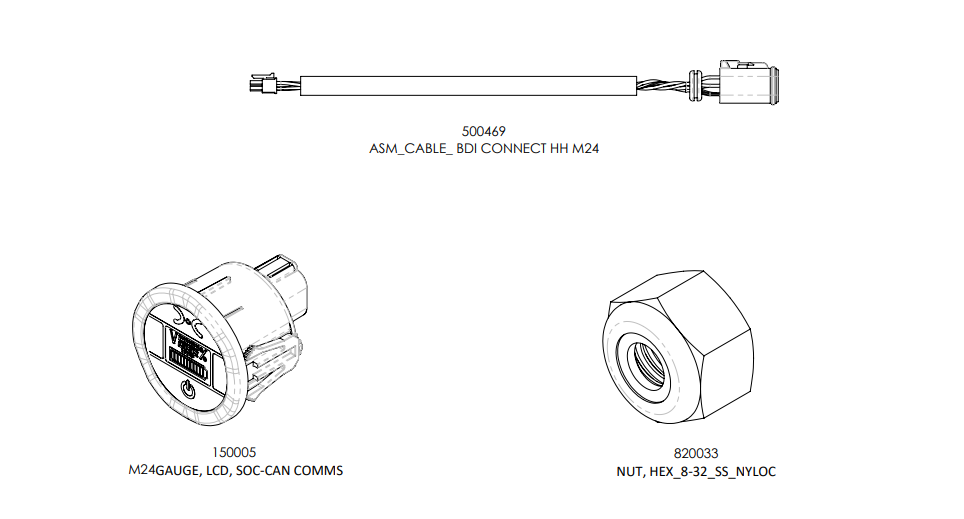 500469
ASM_CABLE_ BDI CONNECT HH M24
150005
M24GAUGE, LCD, SOC-CAN COMMS
820033
NUT, HEX_8-32_SS_NYLOC